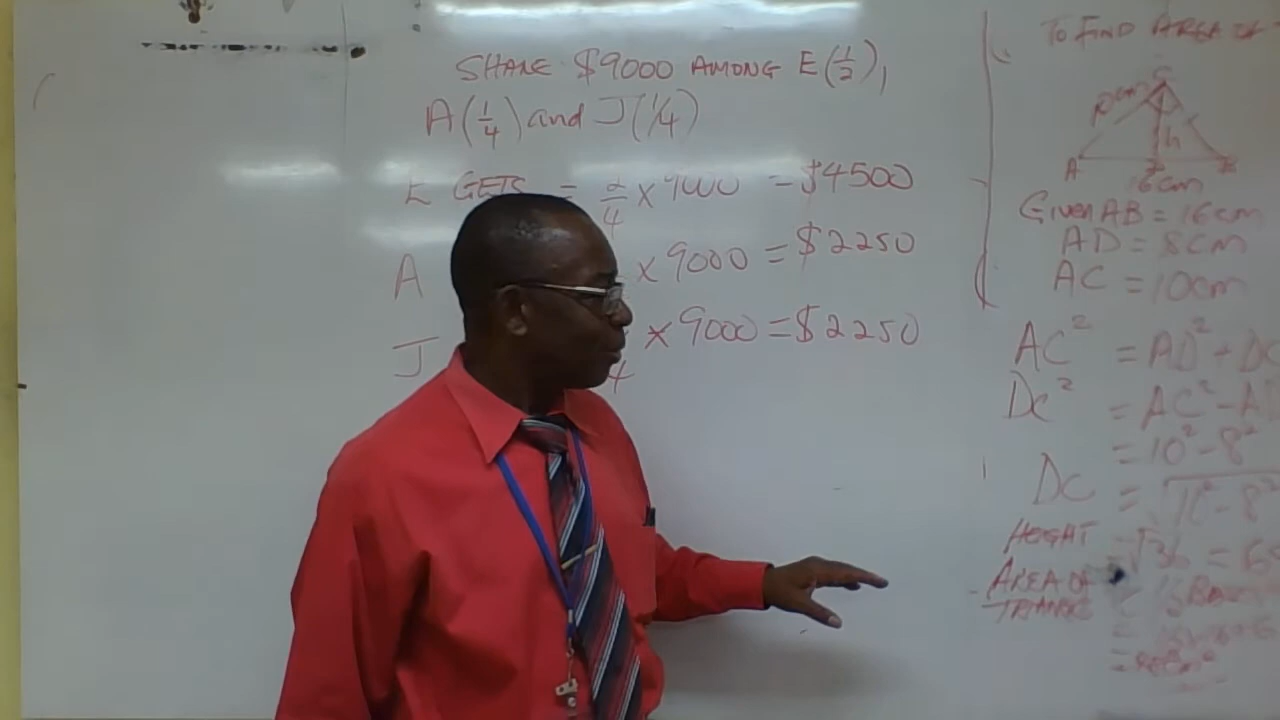 SHARE $9000 AMONG E(1/2),
A(1/4) and J(1/4)
E GETS = 2/4 × 9000 = $4500
A × 9000 = $2250
J 4 × 9000 = $2250
TO FIND AREA OF
C
10cm
h
A
16cm
GIVEN AB = 16cm
AD = 8cm
AC = 10cm
AC² = AD² + DC
DC² = AC² - A
= 10² - 8²
DC = √10² - 8²
HEIGHT = √36 = 6
AREA OF
TRIANGLE